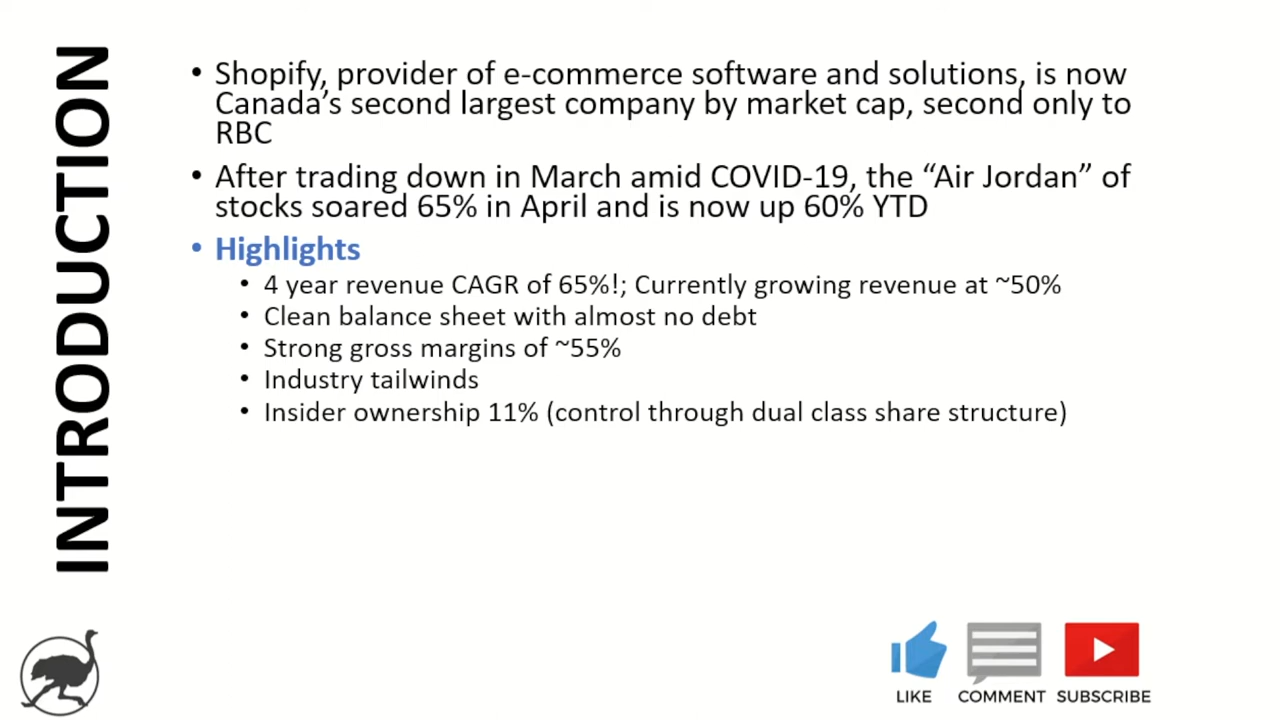 INTRODUCTION
• Shopify, provider of e-commerce software and solutions, is now
Canada's second largest company by market cap, second only to
RBC
• After trading down in March amid COVID-19, the “Air Jordan” of
stocks soared 65% in April and is now up 60% YTD
• Highlights
• 4 year revenue CAGR of 65%!; Currently growing revenue at ~50%
• Clean balance sheet with almost no debt
• Strong gross margins of ~55%
• Industry tailwinds
• Insider ownership 11% (control through dual class share structure)
LIKE COMMENT SUBSCRIBE